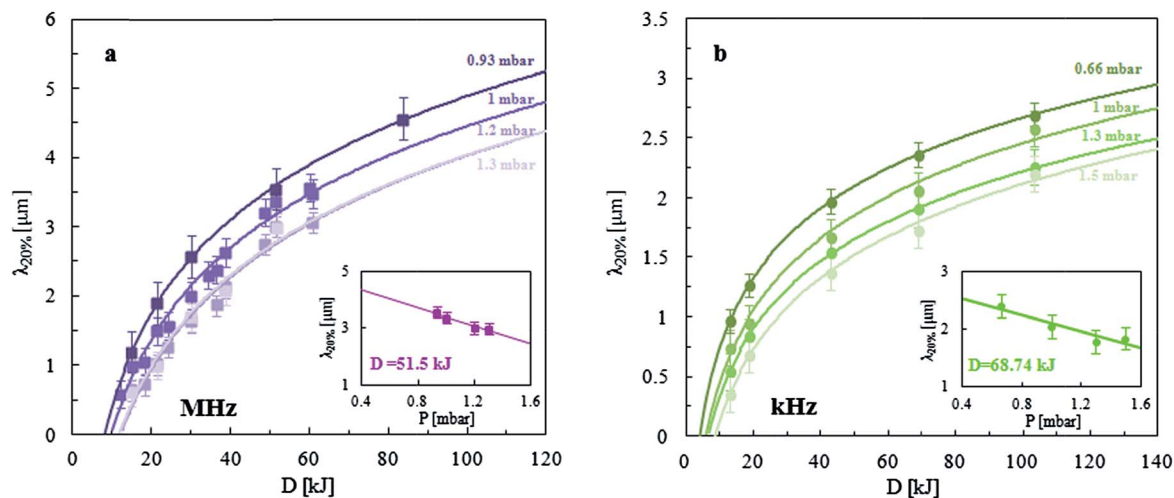 a
0.93 mbar
1 mbar
1.2 mbar
1.3 mbar
6
5
4
3
2
1
0
λ20% [µm]
0 20 40 60 80 100 120
D [kJ]
MHz
5
3
1
λ20% [µm]
D = 51.5 kJ
0.4 0.8 1.2 1.6
P [mbar]
b
0.66 mbar
1 mbar
1.3 mbar
1.5 mbar
3.5
3
2.5
2
1.5
1
0.5
0
λ20% [µm]
0 20 40 60 80 100 120 140
D [kJ]
kHz
3
2
1
λ20% [µm]
D=68.74 kJ
0.4 0.8 1.2 1.6
P [mbar]